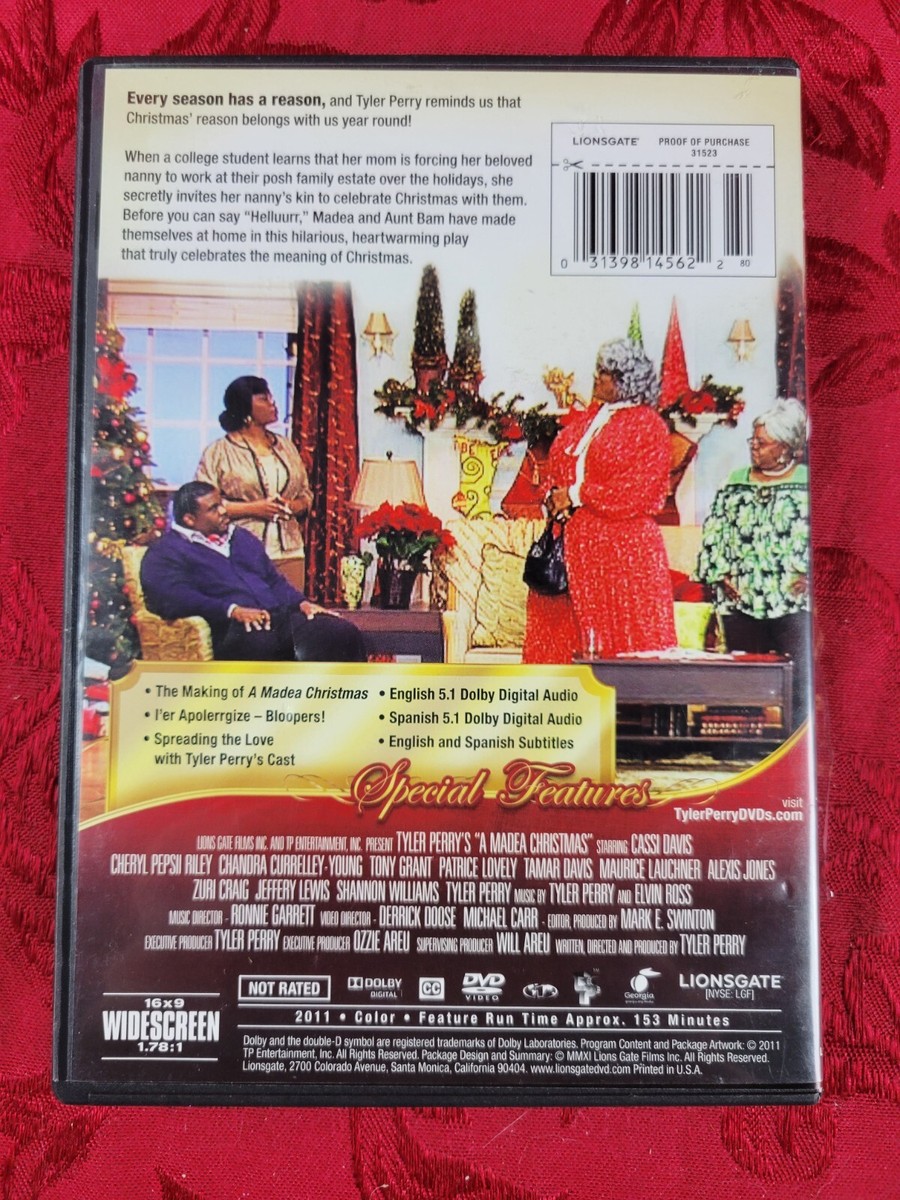 Every season has a reason, and Tyler Perry reminds us that
Christmas' reason belongs with us year round!
When a college student learns that her mom is forcing her beloved
nanny to work at their posh family estate over the holidays, she
secretly invites her nanny's kin to celebrate Christmas with them.
Before you can say "Helluurr," Madea and Aunt Bam have made
themselves at home in this hilarious, heartwarming play
that truly celebrates the meaning of Christmas.
LIONSGATE® PROOF OF PURCHASE
31523
0 31398 14562 2 80
• The Making of A Madea Christmas
• I'er Apolerrgize – Bloopers!
• Spreading the Love
with Tyler Perry's Cast
• English 5.1 Dolby Digital Audio
• Spanish 5.1 Dolby Digital Audio
• English and Spanish Subtitles
Special Features
visit
TylerPerryDVDs.com
LIONS GATE FILMS INC. AND TP ENTERTAINMENT, INC. PRESENT TYLER PERRY'S "A MADEA CHRISTMAS" STARRING CASSI DAVIS
CHERYL PEPSII RILEY CHANDRA CURRELLEY-YOUNG TONY GRANT PATRICE LOVELY TAMAR DAVIS MAURICE LAUCHNER ALEXIS JONES
ZURI CRAIG JEFFERY LEWIS SHANNON WILLIAMS TYLER PERRY MUSIC BY TYLER PERRY AND ELVIN ROSS
MUSIC DIRECTOR - RONNIE GARRETT VIDEO DIRECTOR - DERRICK DOOSE MICHAEL CARR - EDITOR, PRODUCED BY MARK E. SWINTON
EXECUTIVE PRODUCER TYLER PERRY EXECUTIVE PRODUCER OZZIE AREU SUPERVISING PRODUCER WILL AREU WRITTEN, DIRECTED AND PRODUCED BY TYLER PERRY
16x9
WIDESCREEN
1.78:1
NOT RATED
DOLBY
DIGITAL
CC
DVD
VIDEO
Georgia
LIONSGATE®
[NYSE: LGF]
2011 • Color • Feature Run Time Approx. 153 Minutes
Dolby and the double-D symbol are registered trademarks of Dolby Laboratories. Program Content and Package Artwork: © 2011
TP Entertainment, Inc. All Rights Reserved. Package Design and Summary: © MMXI Lions Gate Films Inc. All Rights Reserved.
Lionsgate, 2700 Colorado Avenue, Santa Monica, California 90404. www.lionsgatedvd.com Printed in U.S.A.